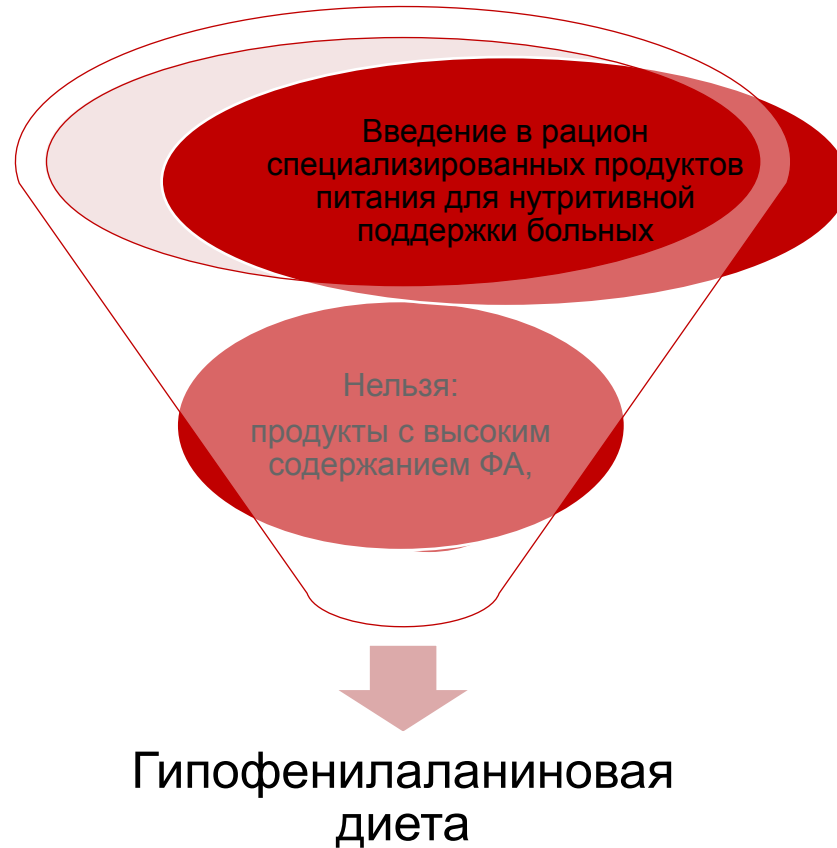 Введение в рацион
специализированных продуктов
питания для нутритивной
поддержки больных
Нельзя:
продукты с высоким
содержанием ФА,
Гипофенилаланиновая
диета